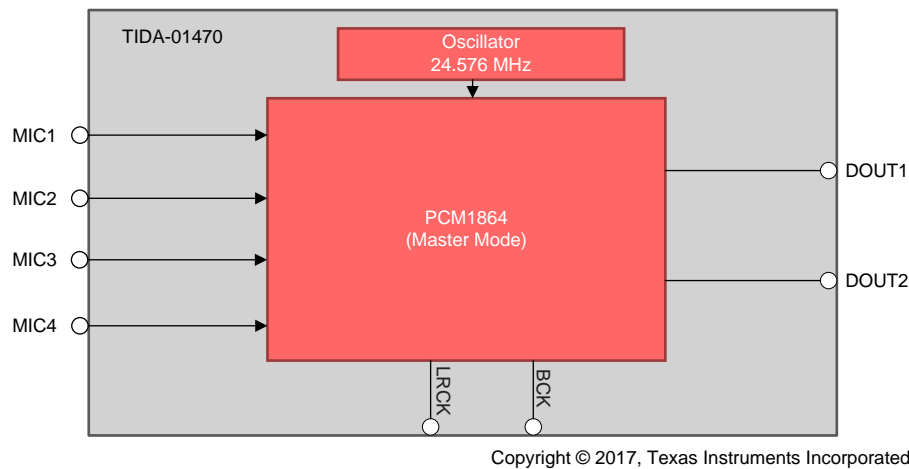 TIDA-01470
Oscillator
24.576 MHz
MIC1
MIC2
MIC3
MIC4
PCM1864
(Master Mode)
DOUT1
DOUT2
LRCK
BCK
Copyright © 2017, Texas Instruments Incorporated